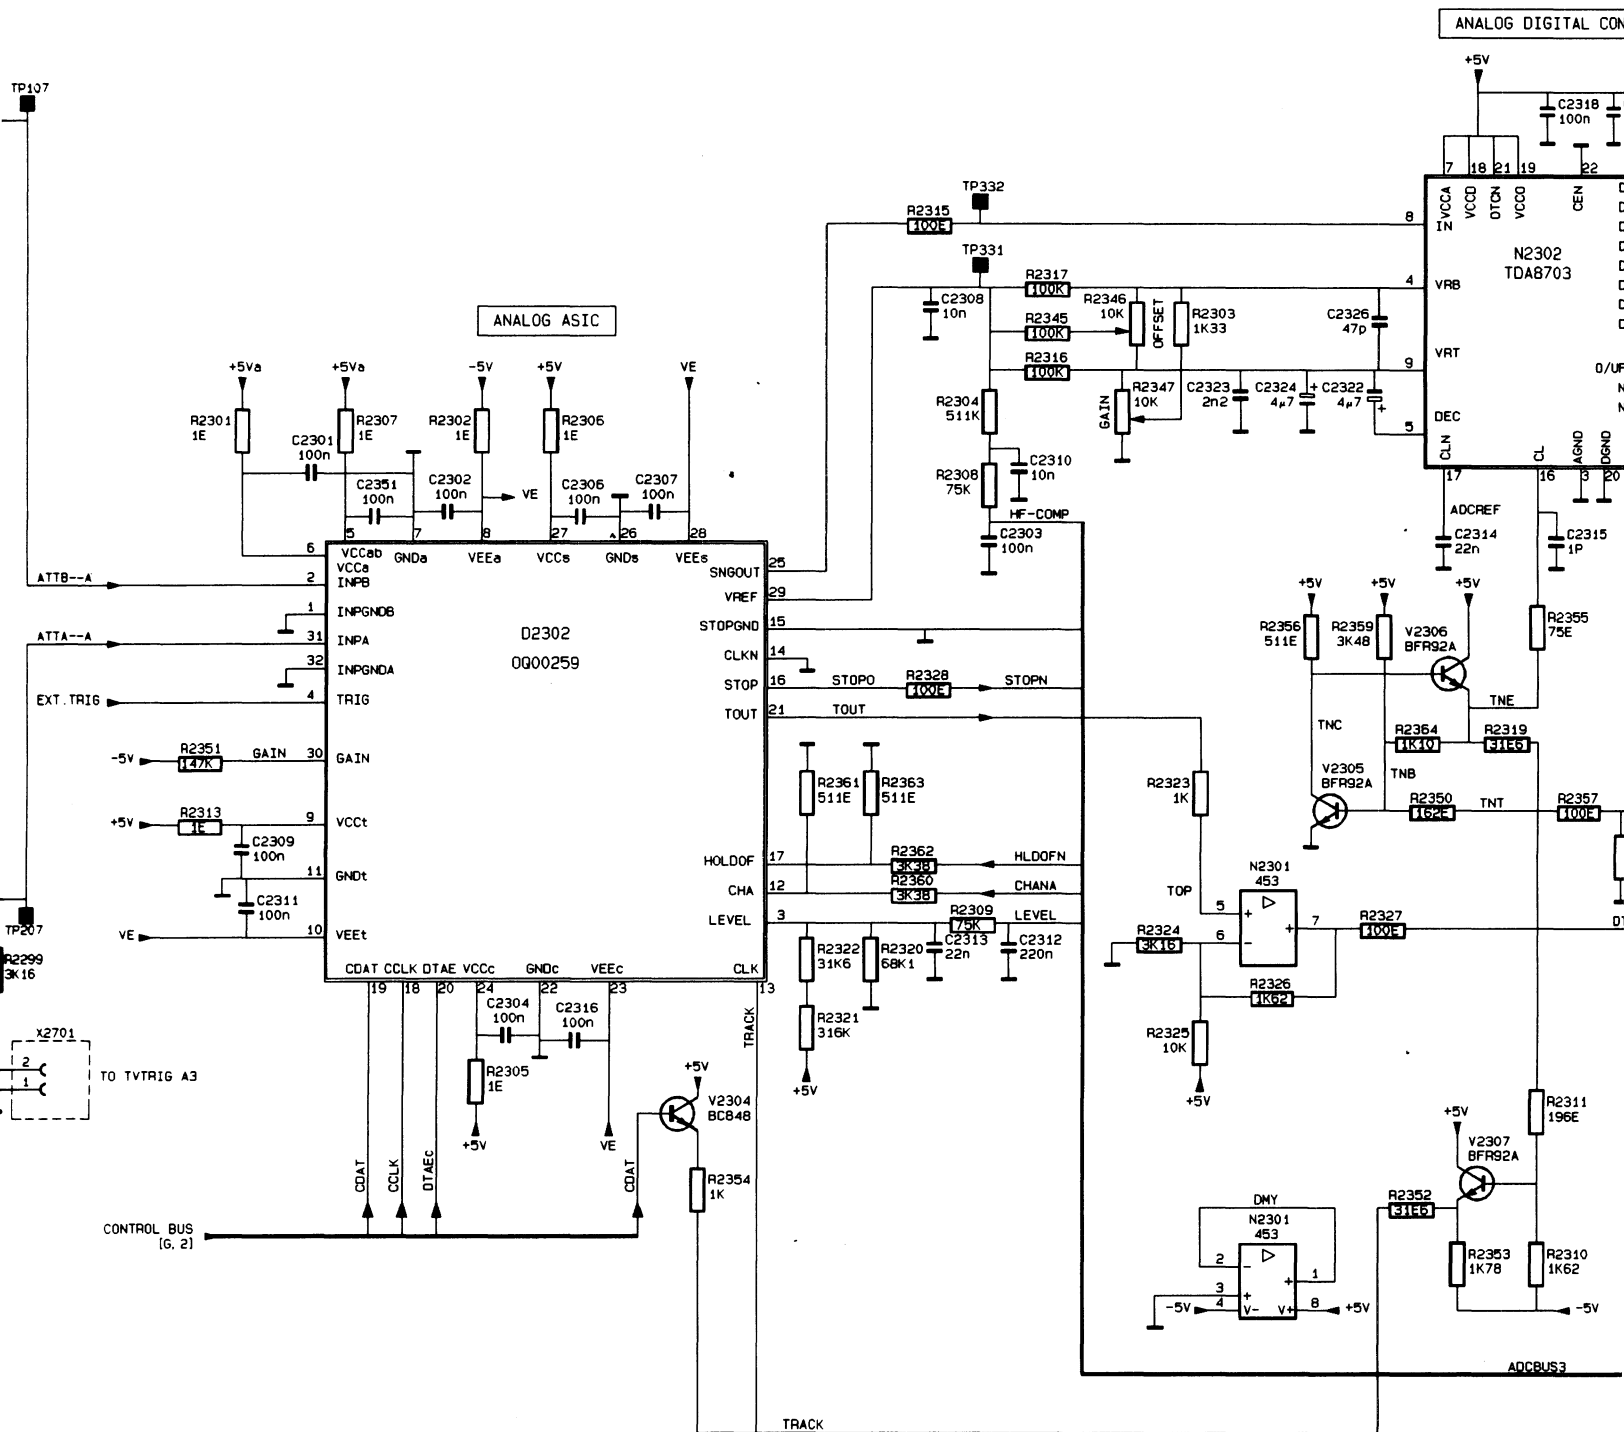 ANALOG DIGITAL CON
+5V
TP107
C2318
100n
7 18 21 19 22
VCCA VCCD OTCN VCCO CEN
TP332
R2315
100E
8
IN
TP331
N2302
TDA8703
R2317
100K
4
VRB
C2308
10n
R2346
10K
OFFSET
R2303
1K33
R2345
100K
C2326
47p
ANALOG ASIC
VRT
R2316
100K
9
O/UF
+5Va +5Va -5V +5V VE
R2347
10K
GAIN
C2323
2n2
C2324
4µ7
+
C2322
4µ7
+
R2304
511K
DEC
5
R2301
1E
R2307
1E
R2302
1E
R2306
1E
C2301
100n
CLN CL AGND DGND
17 16 3 20
C2310
10n
R2308
75K
C2351
100n
C2302
100n
VE
C2306
100n
C2307
100n
HF-COMP
ADCREF
C2303
100n
C2314
22n
C2315
1P
5 7 8 27 26 28
VCCab GNDa VEEa VCCs GNDs VEEs
6
VCCa
SNGOUT 25
ATTB--A
2
INPB
VREF 29
+5V +5V +5V
1
INPGNDB
STOPGND 15
D2302
OQ00259
R2356
511E
R2359
3K48
V2306
BFR92A
R2355
75E
ATTA--A
31
INPA
CLKN 14
32
INPGNDA
STOP 16
STOPO
R2328
100E
STOPN
EXT.TRIG
4
TRIG
TOUT 21
TOUT
TNE
TNC
R2364
1K10
R2319
31E6
-5V
R2351
147K
GAIN
30
GAIN
V2305
BFR92A
TNB
R2361
511E
R2363
511E
R2323
1K
R2350
162E
TNT
R2357
100E
+5V
R2313
1E
9
VCCt
C2309
100n
HOLDOF 17
R2362
3K38
HLDOFN
N2301
453
11
GNDt
CHA 12
R2360
3K38
CHANA
TOP
C2311
100n
LEVEL 3
R2309
75K
LEVEL
5
+
7
+
R2327
100E
TP207
VE
10
VEEt
R2324
3K16
6
-
R2299
3K16
R2322
31K6
R2320
68K1
C2313
22n
C2312
220n
CDAT CCLK DTAE VCCc GNDc VEEc CLK
19 18 20 24 22 23 13
R2326
1K62
C2304
100n
C2316
100n
TRACK
R2321
316K
R2325
10K
X2701
2
1
TO TVTRIG A3
R2305
1E
+5V
+5V
+5V
V2304
BC848
R2311
196E
+5V
+5V
VE
V2307
BFR92A
CDAT
CCLK
DTAEc
CDAT
R2354
1K
DMY
N2301
453
R2352
31E6
CONTROL BUS
[G, 2]
2
-
1
+
R2353
1K78
R2310
1K62
3
+
-5V
4
V-
V+
8
+5V
-5V
ADCBUS3
TRACK